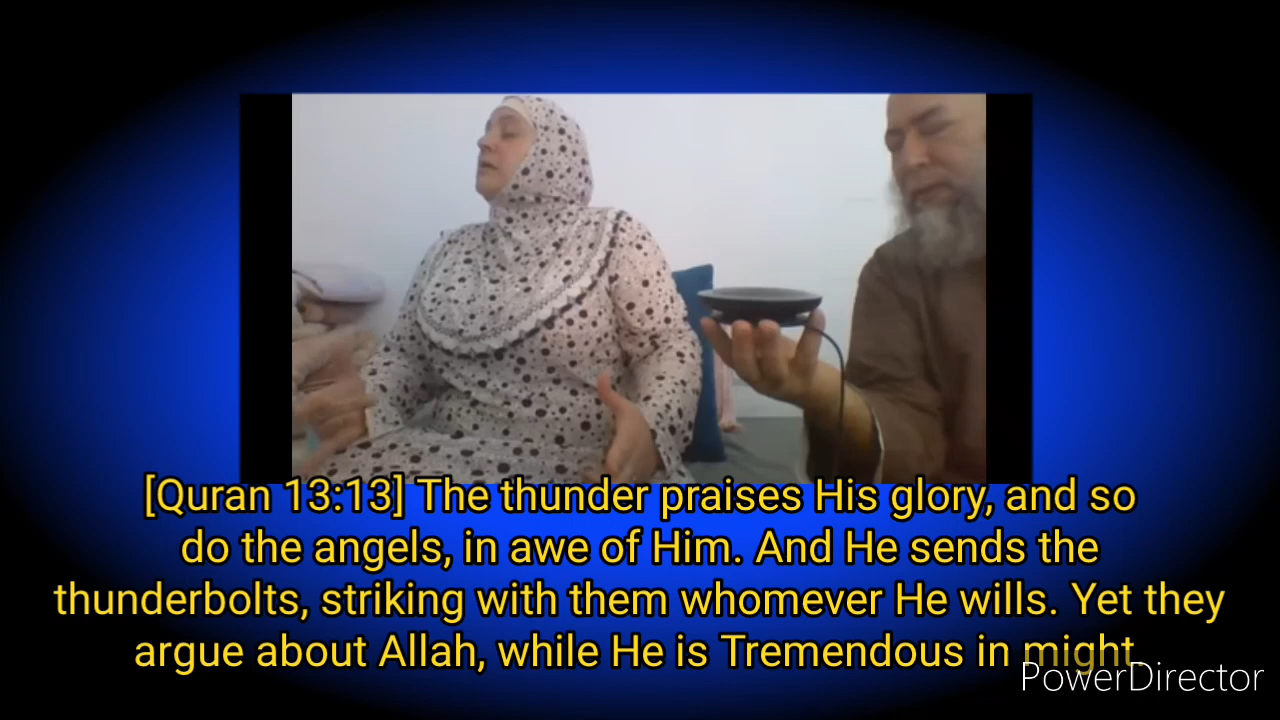 [Quran 13:13] The thunder praises His glory, and so
do the angels, in awe of Him. And He sends the
thunderbolts, striking with them whomever He wills. Yet they
argue about Allah, while He is Tremendous in might.
PowerDirector